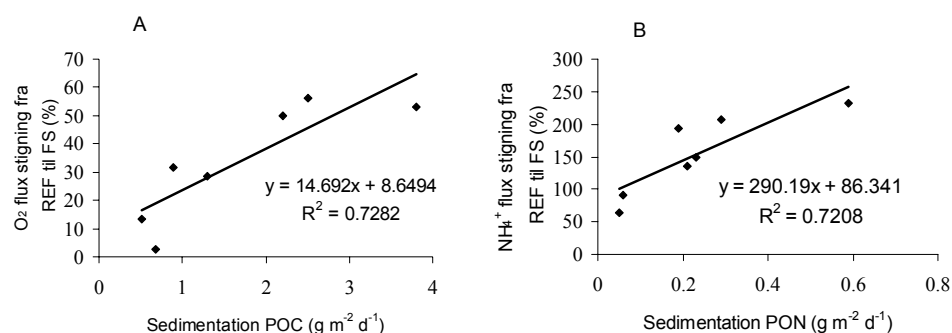 A
O₂ flux stigning fra
REF til FS (%)
70
60
50
40
30
20
10
0
y = 14.692x + 8.6494
R² = 0.7282
0 1 2 3 4
Sedimentation POC (g m⁻² d⁻¹)
B
NH₄⁺ flux stigning fra
REF til FS (%)
300
250
200
150
100
50
0
y = 290.19x + 86.341
R² = 0.7208
0 0.2 0.4 0.6 0.8
Sedimentation PON (g m⁻² d⁻¹)